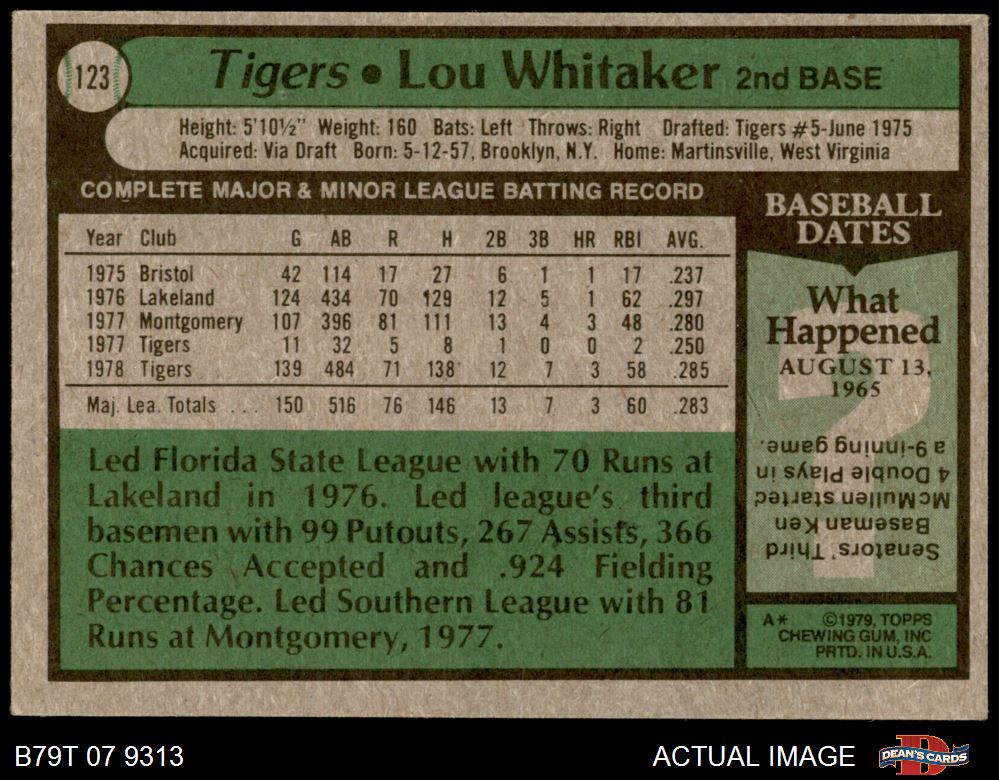 123
Tigers • Lou Whitaker 2nd BASE
Height: 5'10½" Weight: 160 Bats: Left Throws: Right Drafted: Tigers #5-June 1975
Acquired: Via Draft Born: 5-12-57, Brooklyn, N.Y. Home: Martinsville, West Virginia
COMPLETE MAJOR & MINOR LEAGUE BATTING RECORD
Year Club G AB R H 2B 3B HR RBI AVG.
1975 Bristol 42 114 17 27 6 1 1 17 .237
1976 Lakeland 124 434 70 129 12 5 1 62 .297
1977 Montgomery 107 396 81 111 13 4 3 48 .280
1977 Tigers 11 32 5 8 1 0 0 2 .250
1978 Tigers 139 484 71 138 12 7 3 58 .285
Maj. Lea. Totals ... 150 516 76 146 13 7 3 60 .283
Led Florida State League with 70 Runs at
Lakeland in 1976. Led league's third
basemen with 99 Putouts, 267 Assists, 366
Chances Accepted and .924 Fielding
Percentage. Led Southern League with 81
Runs at Montgomery, 1977.
BASEBALL
DATES
What
Happened
AUGUST 13,
1965
Senators' Third
Baseman Ken
McMullen started
4 Double Plays in
a 9-inning game.
A* ©1979, TOPPS
CHEWING GUM, INC
PRTD. IN U.S.A.
B79T 07 9313
ACTUAL IMAGE
DEAN'S CARDS